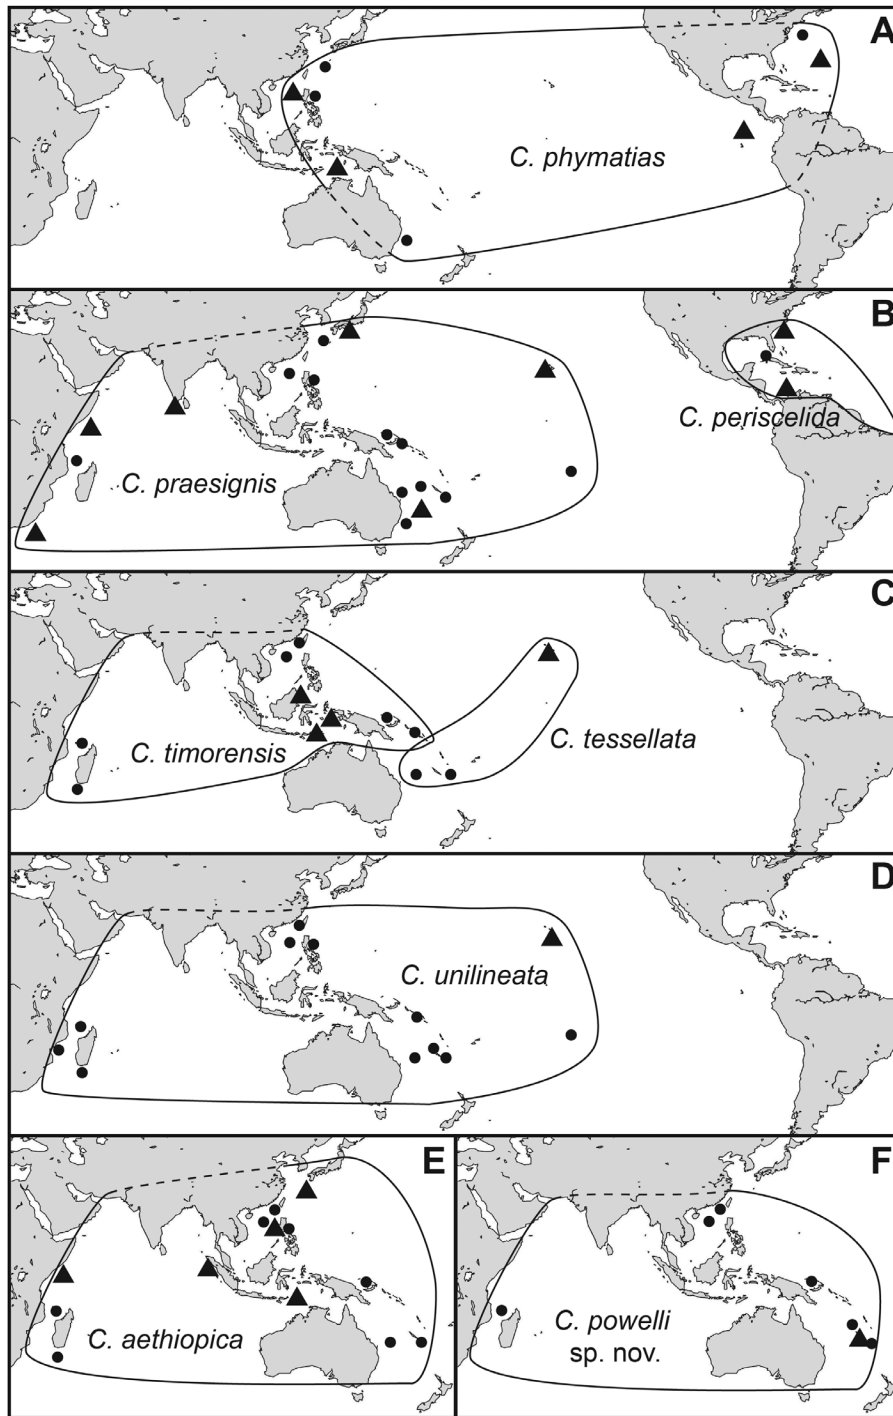 A
C. phymatias
B
C. periscelida
C. praesignis
C
C. timorensis
C. tessellata
D
C. unilineata
E
C. aethiopica
F
C. powelli
sp. nov.